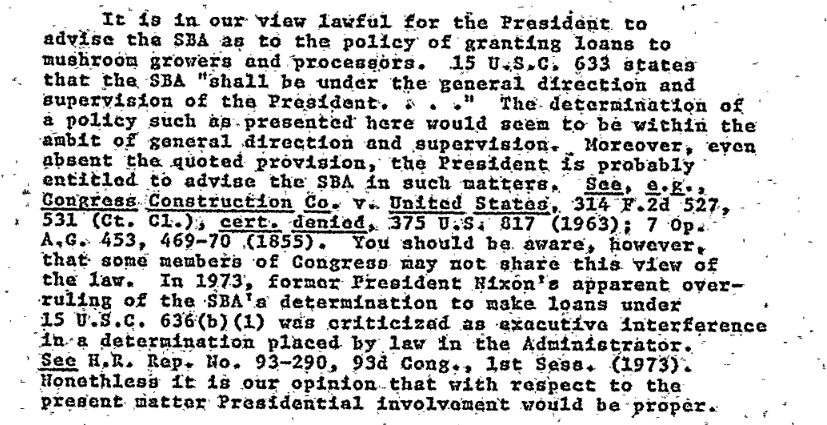 It is in our view lawful for the President to
advise the SBA as to the policy of granting loans to
mushroom growers and processors. 15 U.S.C. 633 states
that the SBA "shall be under the general direction and
supervision of the President. . . ." The determination of
a policy such as presented here would seem to be within the
ambit of general direction and supervision. Moreover, even
absent the quoted provision, the President is probably
entitled to advise the SBA in such matters. See, e.g.,
Congress Construction Co. v. United States, 314 F.2d 527,
531 (Ct. Cl.), cert. denied, 375 U.S. 817 (1963); 7 Op.
A.G. 453, 469-70 (1855). You should be aware, however,
that some members of Congress may not share this view of
the law. In 1973, former President Nixon's apparent over-
ruling of the SBA's determination to make loans under
15 U.S.C. 636(b)(1) was criticized as executive interference
in a determination placed by law in the Administrator.
See H.R. Rep. No. 93-290, 93d Cong., 1st Sess. (1973).
Nonethless it is our opinion that with respect to the
present matter Presidential involvement would be proper.